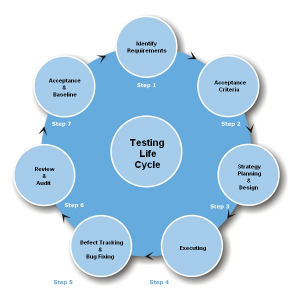 Identify
Requirements
Step 1
Acceptance
Criteria
Step 2
Strategy
Planning
&
Design
Step 3
Executing
Step 4
Defect Tracking
&
Bug Fixing
Step 5
Review
&
Audit
Step 6
Acceptance
&
Baseline
Step 7
Testing
Life
Cycle